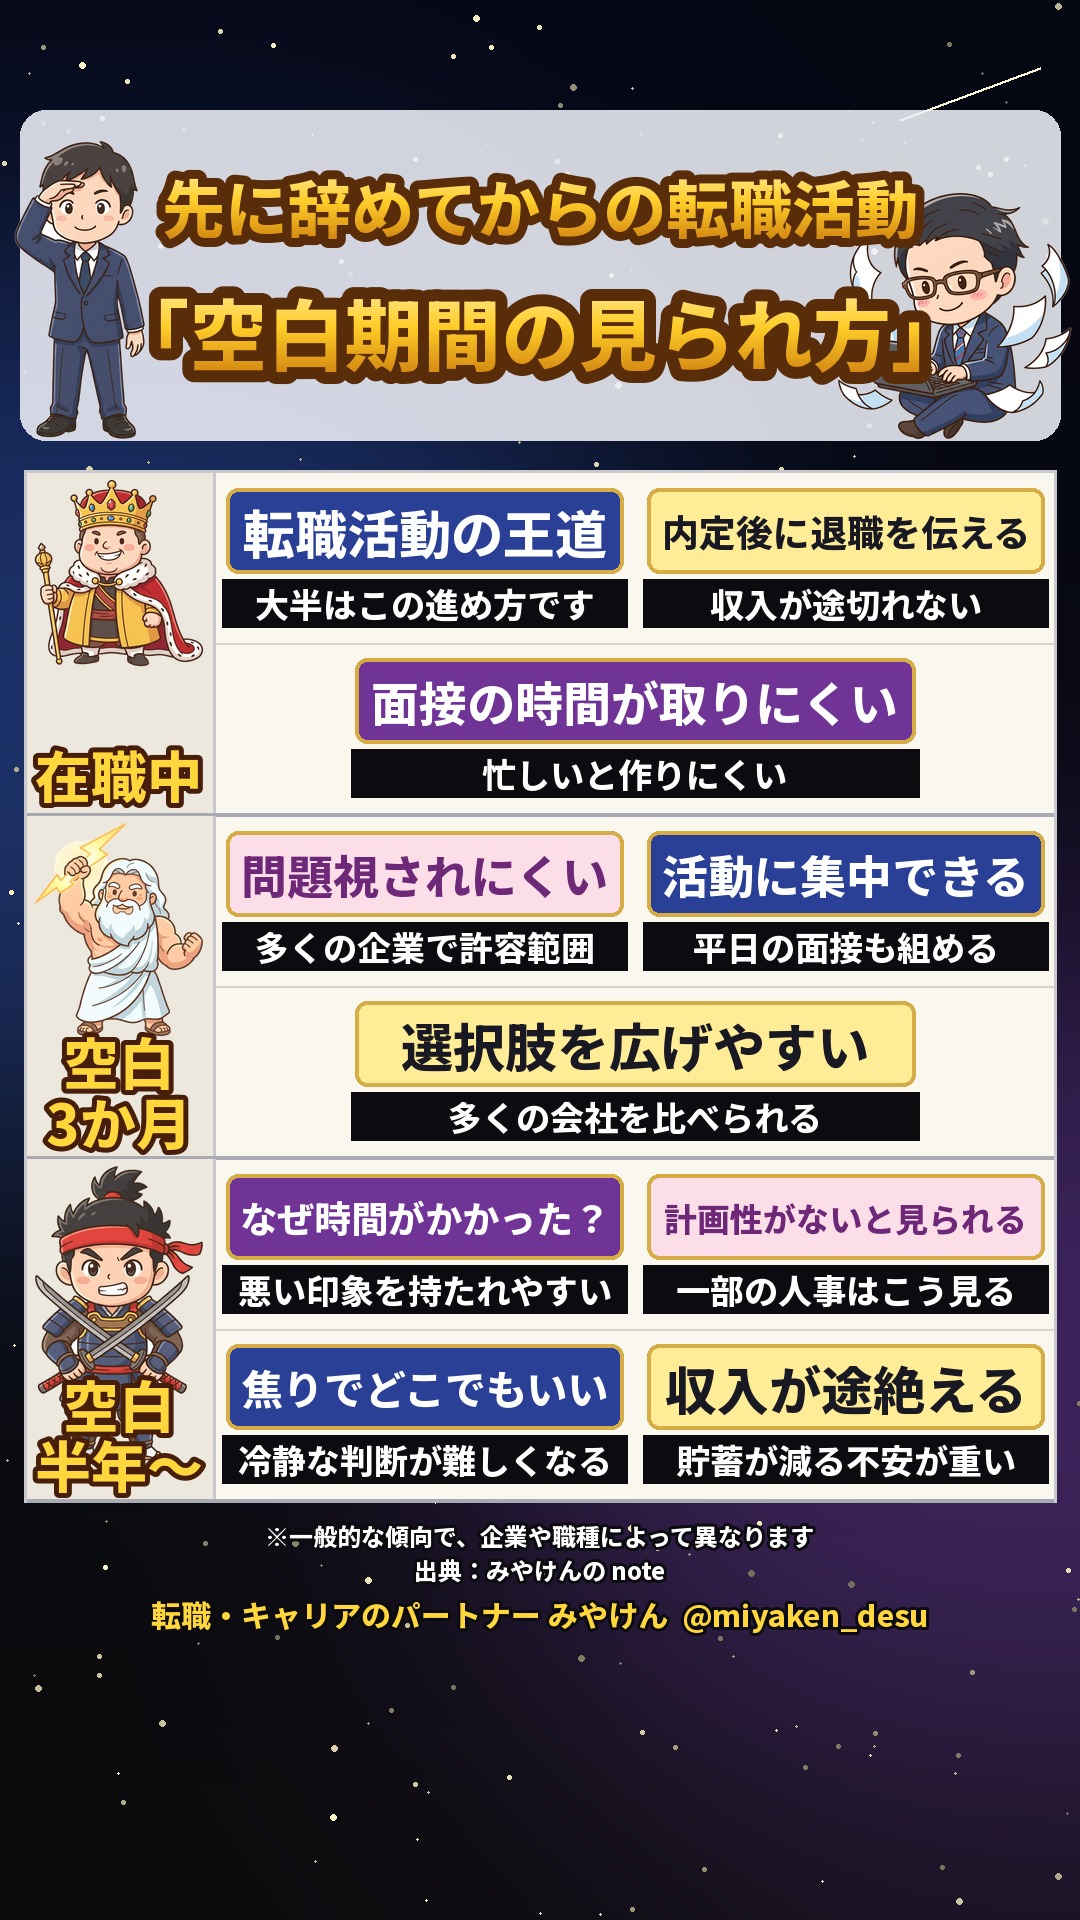 先に辞めてからの転職活動
「空白期間の見られ方」
転職活動の王道
大半はこの進め方です
内定後に退職を伝える
収入が途切れない
面接の時間が取りにくい
忙しいと作りにくい
在職中
問題視されにくい
多くの企業で許容範囲
活動に集中できる
平日の面接も組める
選択肢を広げやすい
多くの会社を比べられる
空白
3か月
なぜ時間がかかった？
悪い印象を持たれやすい
計画性がないと見られる
一部の人事はこう見る
焦りでどこでもいい
冷静な判断が難しくなる
収入が途絶える
貯蓄が減る不安が重い
空白
半年〜
※一般的な傾向で、企業や職種によって異なります
出典：みやけんの note
転職・キャリアのパートナー みやけん @miyaken_desu